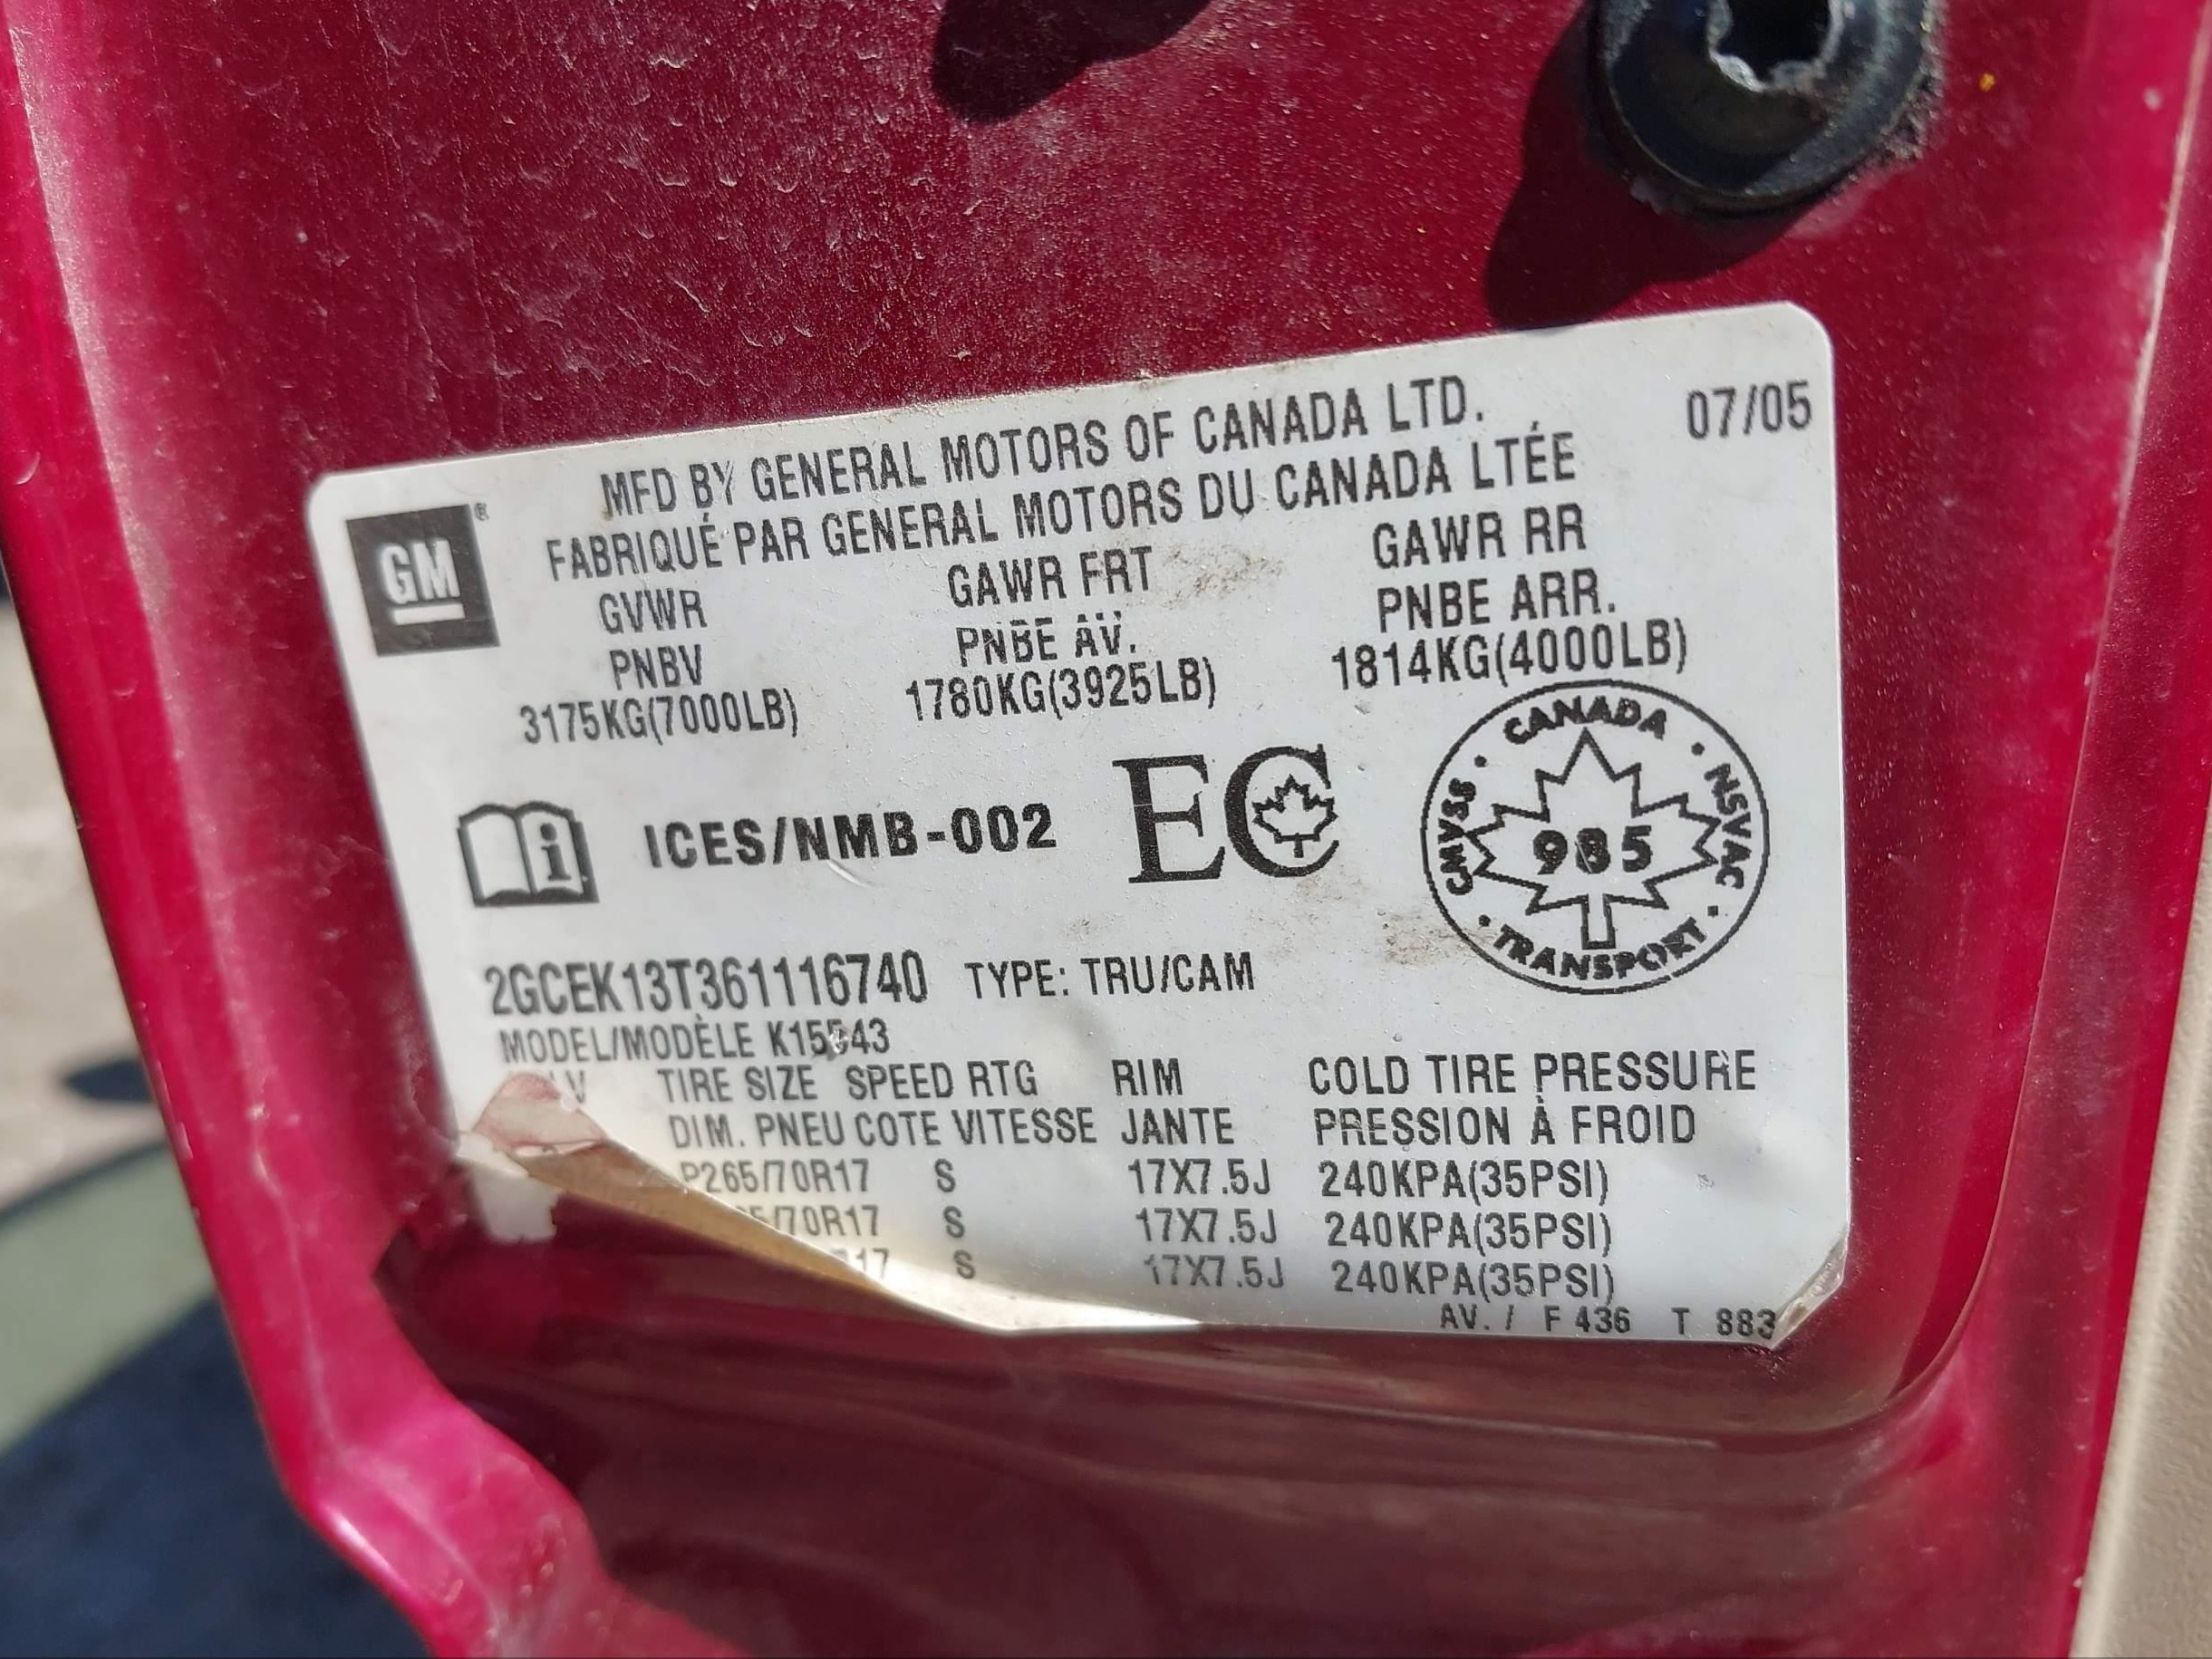 MFD BY GENERAL MOTORS OF CANADA LTD. 07/05
FABRIQUÉ PAR GENERAL MOTORS DU CANADA LTÉE
GM ®
GVWR GAWR FRT GAWR RR
PNBV PNBE AV. PNBE ARR.
3175KG(7000LB) 1780KG(3925LB) 1814KG(4000LB)
ICES/NMB-002 EC
CANADA · NSVAC · TRANSPORT · CMVSS ·
985
2GCEK13T361116740 TYPE: TRU/CAM
MODEL/MODÈLE K15543
TIRE SIZE SPEED RTG RIM COLD TIRE PRESSURE
DIM. PNEU COTE VITESSE JANTE PRESSION À FROID
P265/70R17 S 17X7.5J 240KPA(35PSI)
5/70R17 S 17X7.5J 240KPA(35PSI)
17 S 17X7.5J 240KPA(35PSI)
AV. / F 436 T 883